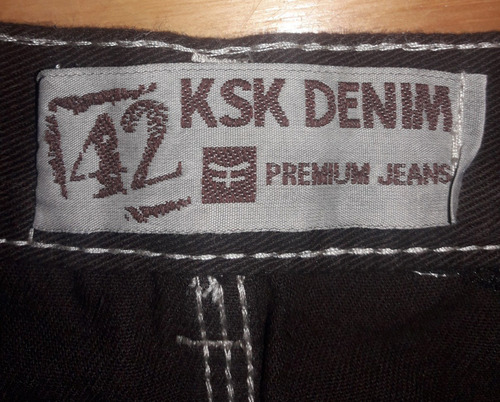 42
KSK DENIM
PREMIUM JEANS